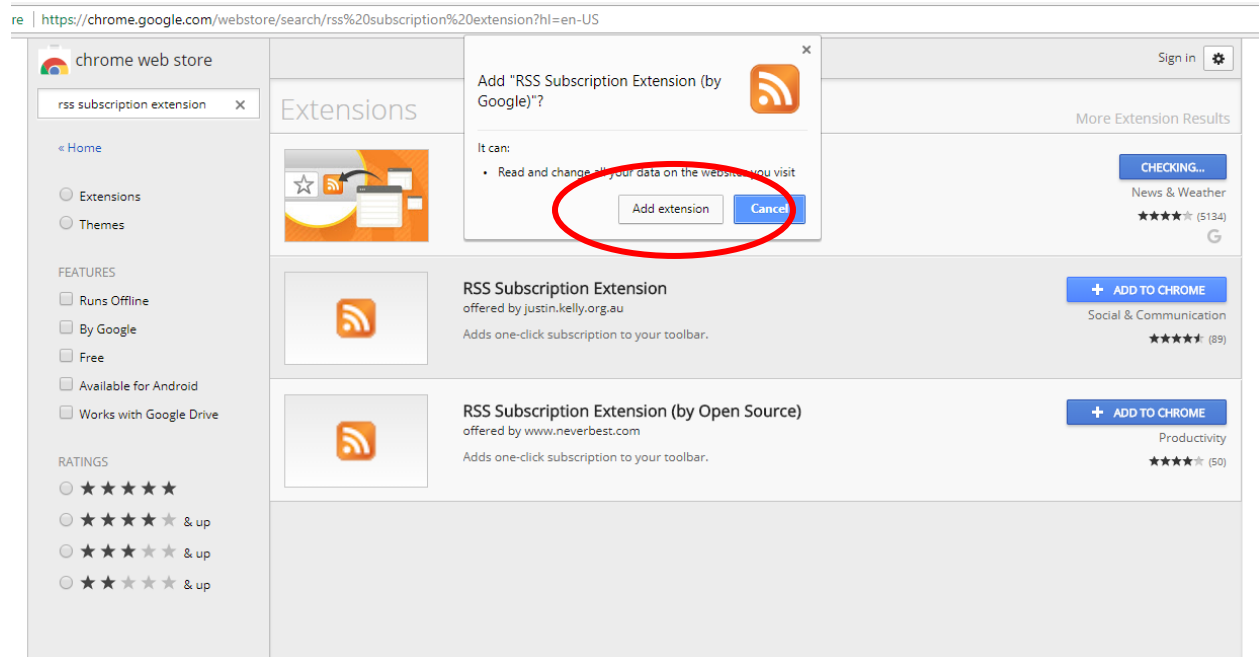 re | https://chrome.google.com/webstore/search/rss%20subscription%20extension?hl=en-US
chrome web store
Sign in
rss subscription extension ×
« Home
Extensions
Themes
FEATURES
Runs Offline
By Google
Free
Available for Android
Works with Google Drive
RATINGS
& up
& up
& up
Extensions
More Extension Results
Add "RSS Subscription Extension (by
Google)"?
It can:
• Read and change all your data on the websites you visit
Add extension
Cancel
CHECKING...
News & Weather
(5134)
G
RSS Subscription Extension
offered by justin.kelly.org.au
Adds one-click subscription to your toolbar.
+ ADD TO CHROME
Social & Communication
(89)
RSS Subscription Extension (by Open Source)
offered by www.neverbest.com
Adds one-click subscription to your toolbar.
+ ADD TO CHROME
Productivity
(50)